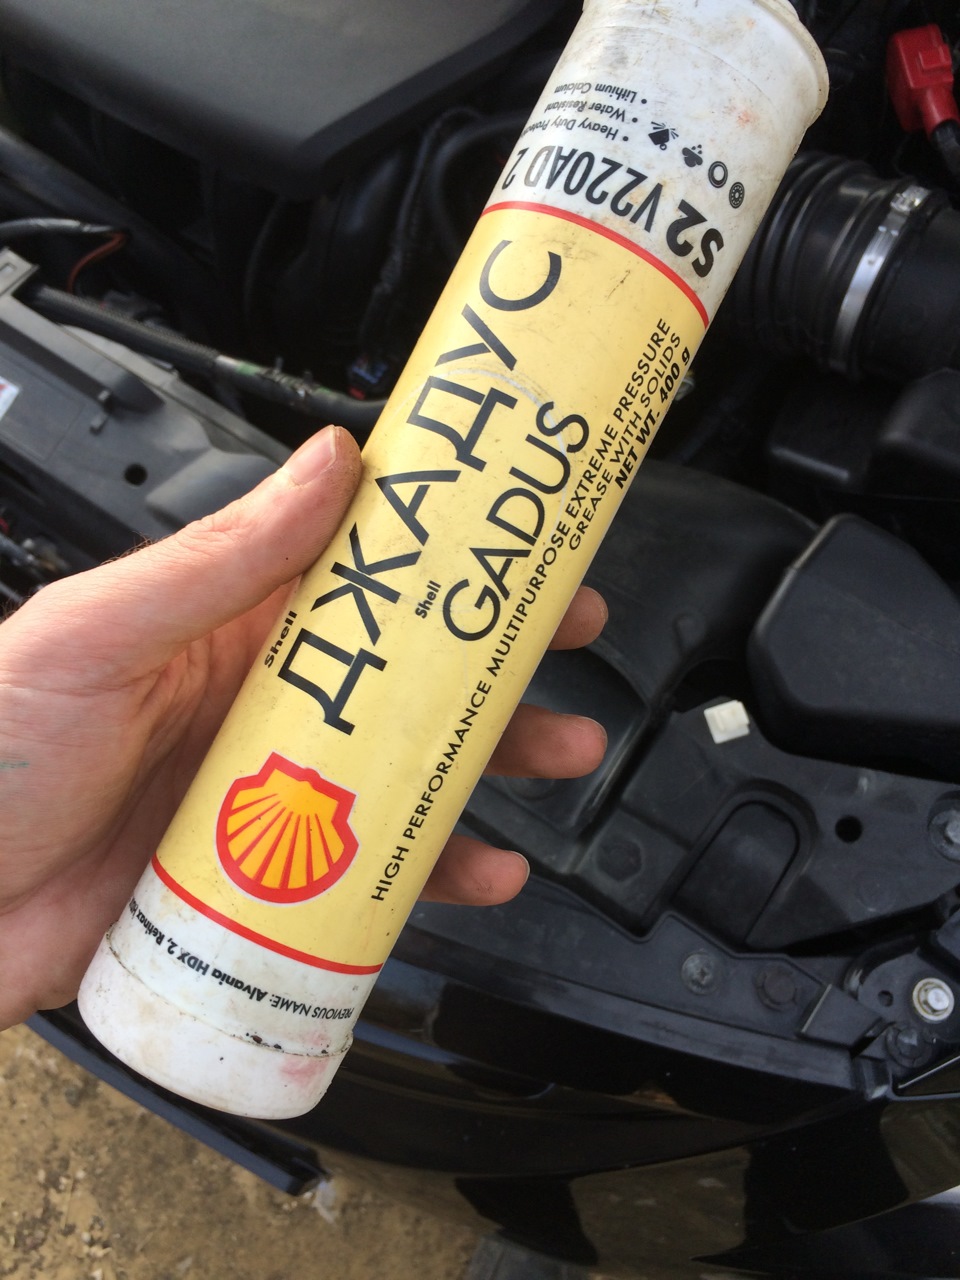 S2 V220AD 2
• Heavy Duty
• Water Resistant
• Lithium Calcium
Shell
ДЖАДУС
Shell
GADUS
HIGH PERFORMANCE MULTIPURPOSE EXTREME PRESSURE
GREASE WITH SOLIDS
NET WT. 400 g
PREVIOUS NAME: Alvania HDX 2, Retinax